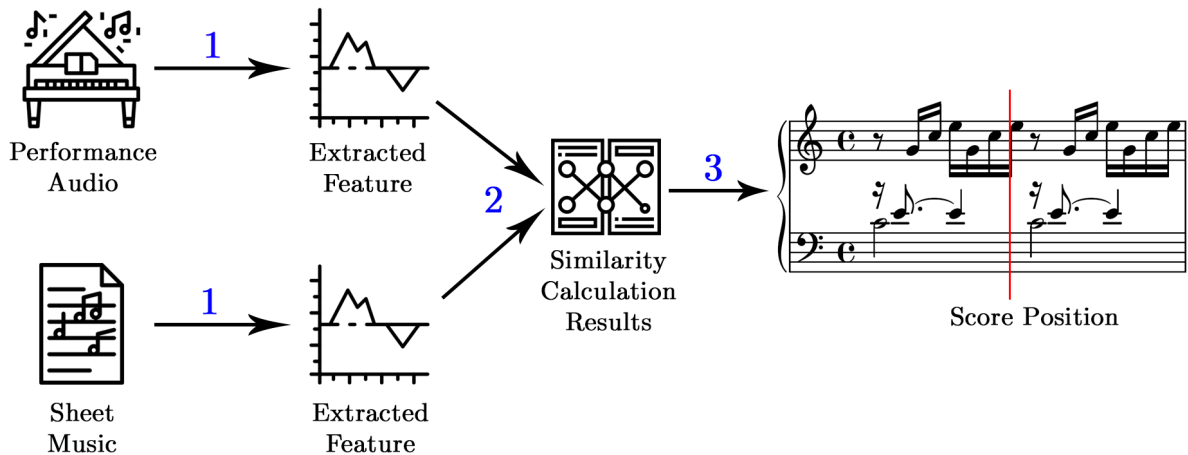 1
Performance
Audio
Extracted
Feature
2
3
Similarity
Calculation
Results
Score Position
1
Sheet
Music
Extracted
Feature